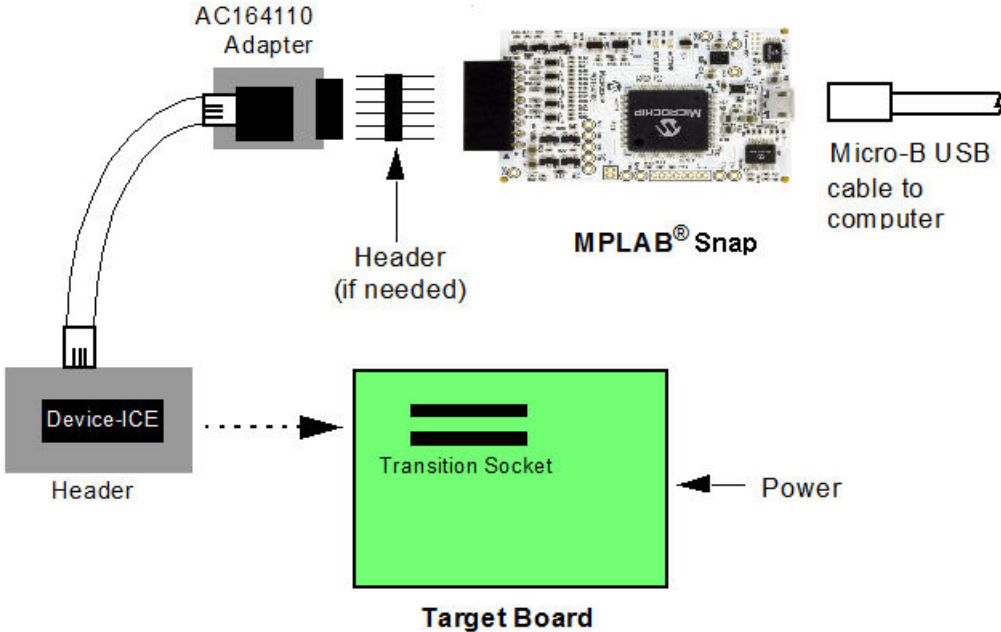 AC164110
Adapter
MICROCHIP
Micro-B USB
cable to
computer
MPLAB® Snap
Header
(if needed)
Device-ICE
Header
Transition Socket
Power
Target Board